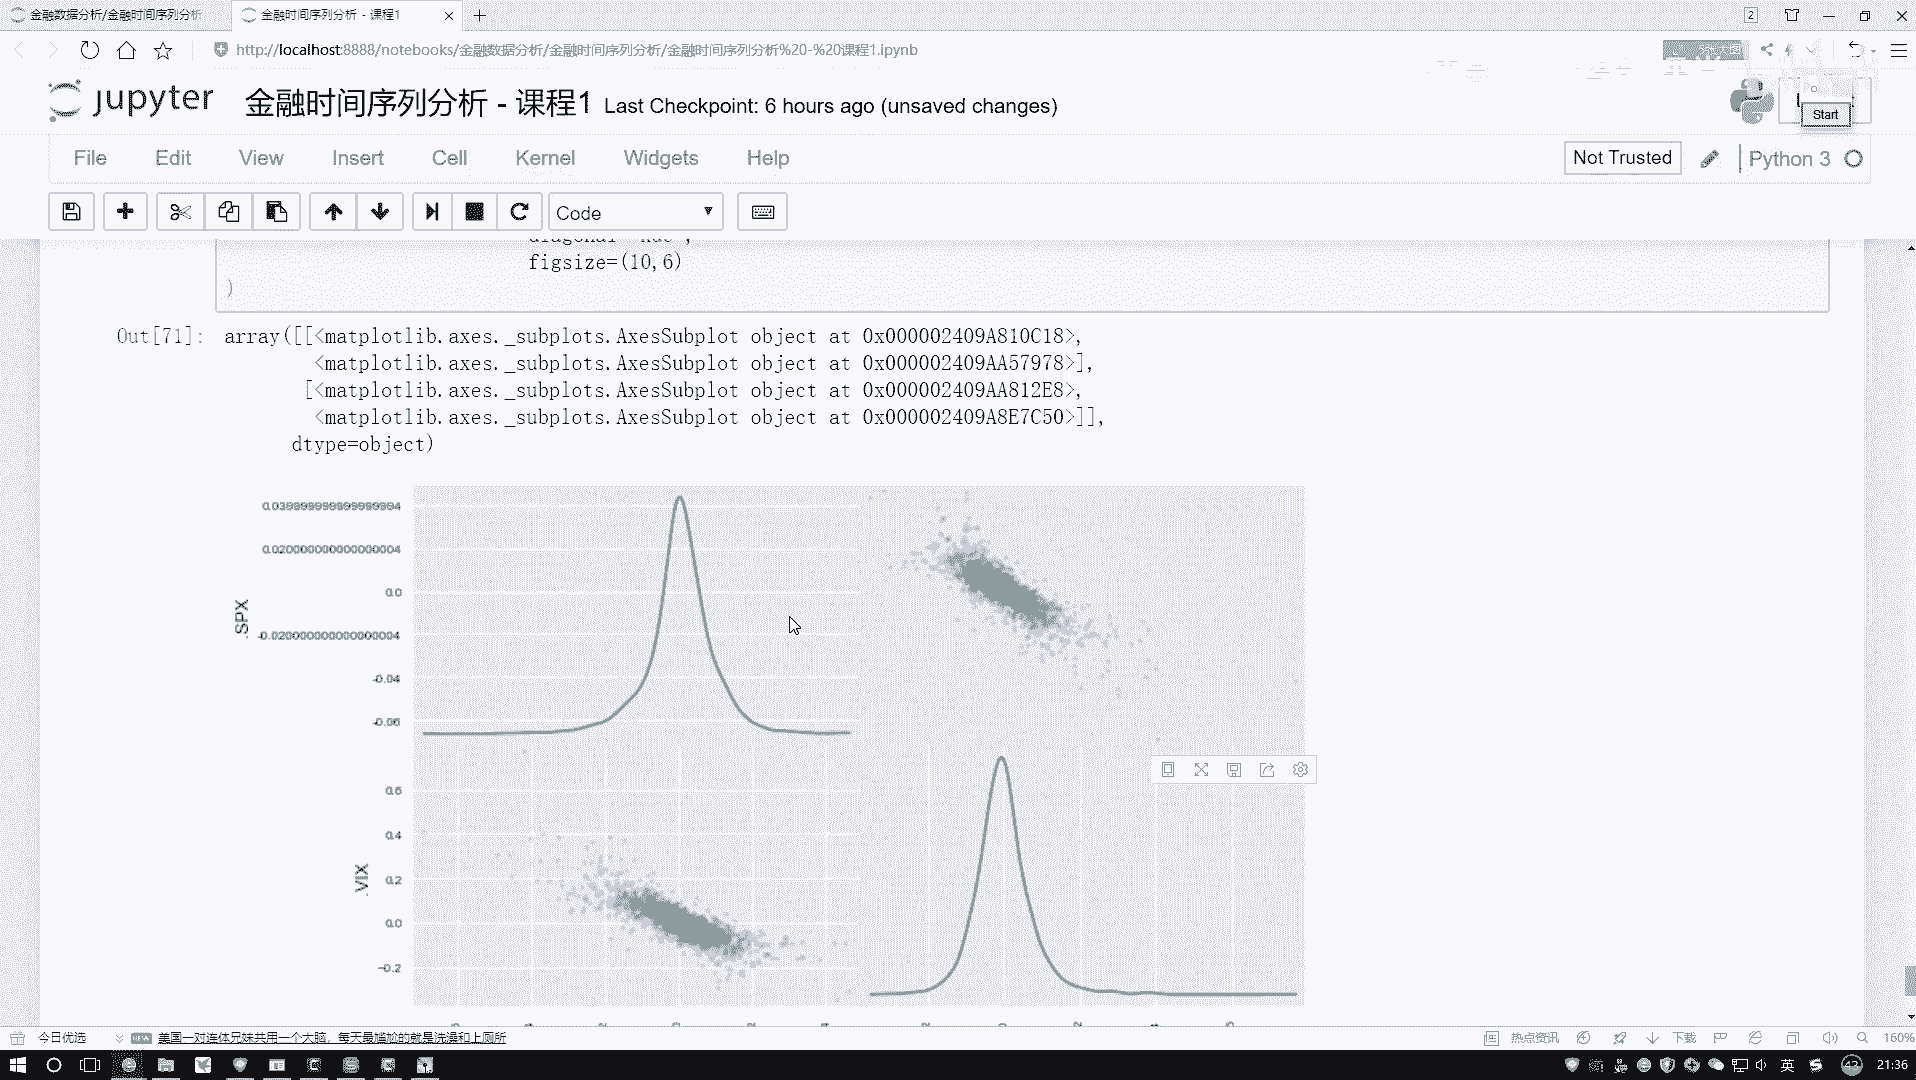 金融数据分析/金融时间序列分析
金融时间序列分析 - 课程1
2
http://localhost:8888/notebooks/金融数据分析/金融时间序列分析/金融时间序列分析%20-%20课程1.ipynb
jupyter 金融时间序列分析 - 课程1 Last Checkpoint: 6 hours ago (unsaved changes)
Start
File Edit View Insert Cell Kernel Widgets Help
Not Trusted
Python 3
Code
figsize=(10,6)
)
Out[71]: array([[<matplotlib.axes._subplots.AxesSubplot object at 0x000002409A810C18>,
<matplotlib.axes._subplots.AxesSubplot object at 0x000002409AA57978>],
[<matplotlib.axes._subplots.AxesSubplot object at 0x000002409AA812E8>,
<matplotlib.axes._subplots.AxesSubplot object at 0x000002409A8E7C50>]],
dtype=object)
0.020000000000000004
0.0
.SPX
-0.020000000000000004
-0.04
-0.06
0.6
0.4
.VIX
0.2
0.0
-0.2
今日优选
NEW
美国一对连体兄妹共用一个大脑，每天最尴尬的就是洗澡和上厕所
热点资讯
下载
160%
英
43
21:36